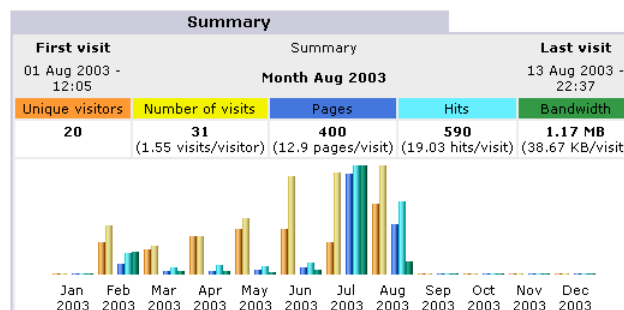 Summary
First visit Summary Last visit
01 Aug 2003 - 12:05 Month Aug 2003 13 Aug 2003 - 22:37
Unique visitors Number of visits Pages Hits Bandwidth
20 31 400 590 1.17 MB
(1.55 visits/visitor) (12.9 pages/visit) (19.03 hits/visit) (38.67 KB/visit
Jan Feb Mar Apr May Jun Jul Aug Sep Oct Nov Dec
2003 2003 2003 2003 2003 2003 2003 2003 2003 2003 2003 2003